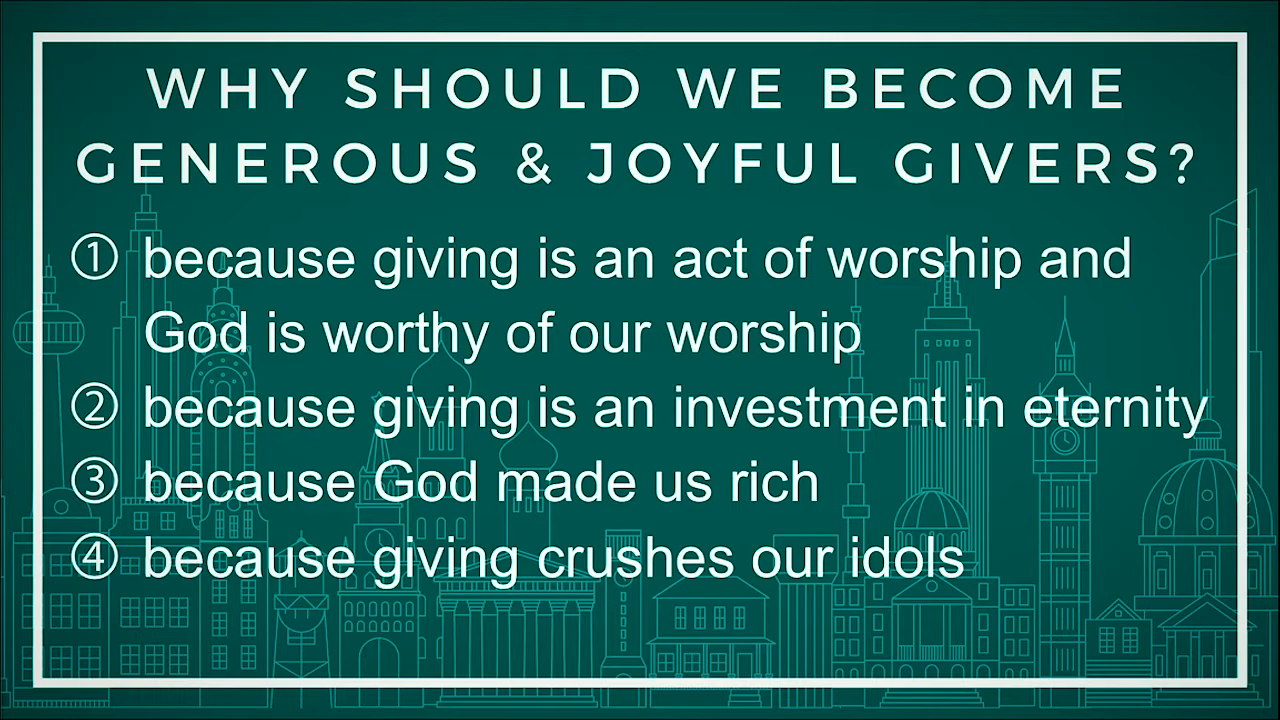 WHY SHOULD WE BECOME
GENEROUS & JOYFUL GIVERS?
① because giving is an act of worship and
God is worthy of our worship
② because giving is an investment in eternity
③ because God made us rich
④ because giving crushes our idols